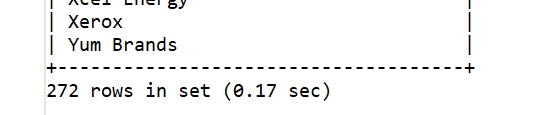 | Xcel Energy |
| Xerox |
| Yum Brands |
+-------------------------------------+
272 rows in set (0.17 sec)